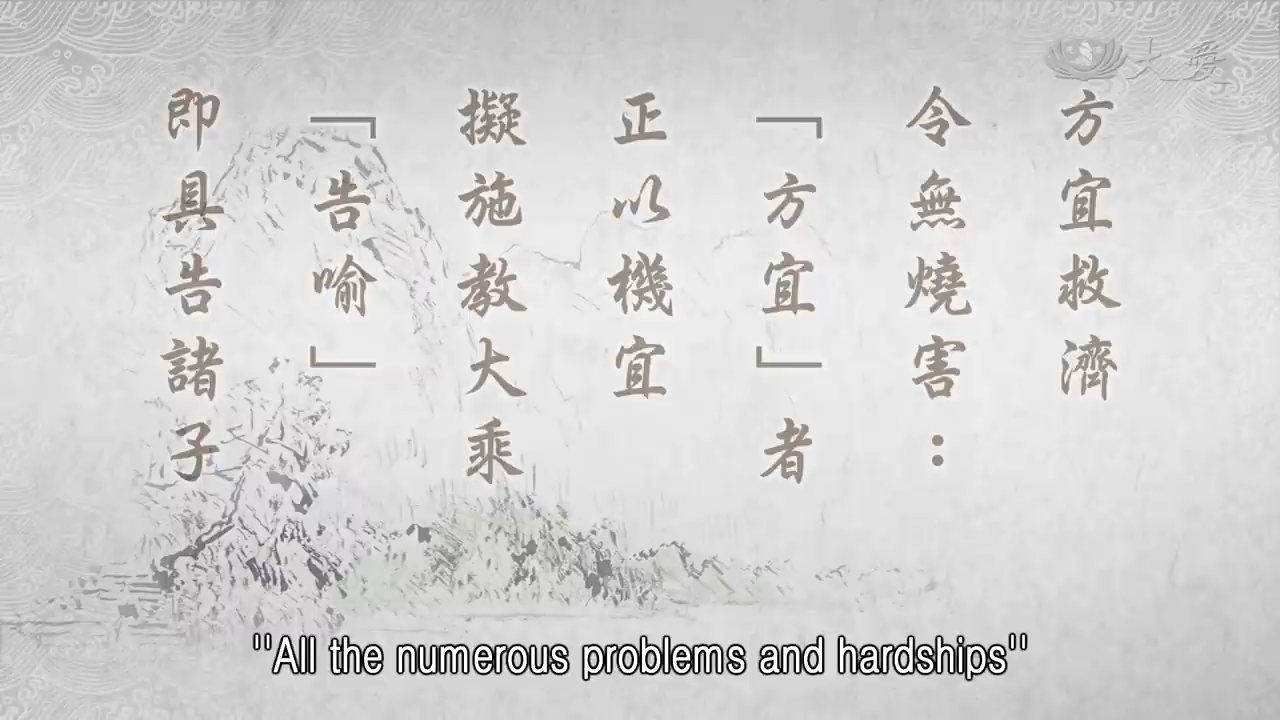 方宜救濟
令無燒害：
「方宜」者
正以機宜
擬施教大乘
「告喻」
即具告諸子
大愛
"All the numerous problems and hardships"